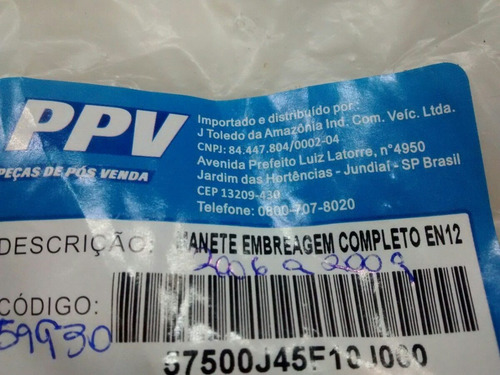 PPV
PEÇAS DE PÓS VENDA
Importado e distribuído por:
J Toledo da Amazônia Ind. Com. Veíc. Ltda.
CNPJ: 84.447.804/0002-04
Avenida Prefeito Luiz Latorre, n°4950
Jardim das Hortências - Jundiaí - SP Brasil
CEP 13209-430
Telefone: 0800-707-8020
DESCRIÇÃO: MANETE EMBREAGEM COMPLETO EN12
2006 a 2009
CÓDIGO:
59930
67500J45F10J000